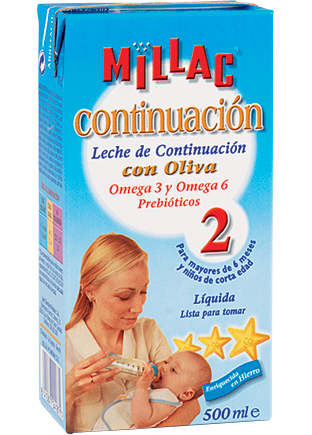 MiLLAC
continuación
Leche de Continuación
con Oliva
Omega 3 y Omega 6
Prebióticos
2
Para mayores de 6 meses
y niños de corta edad
Líquida
Lista para tomar
Enriquecida
en Hierro
500 ml e